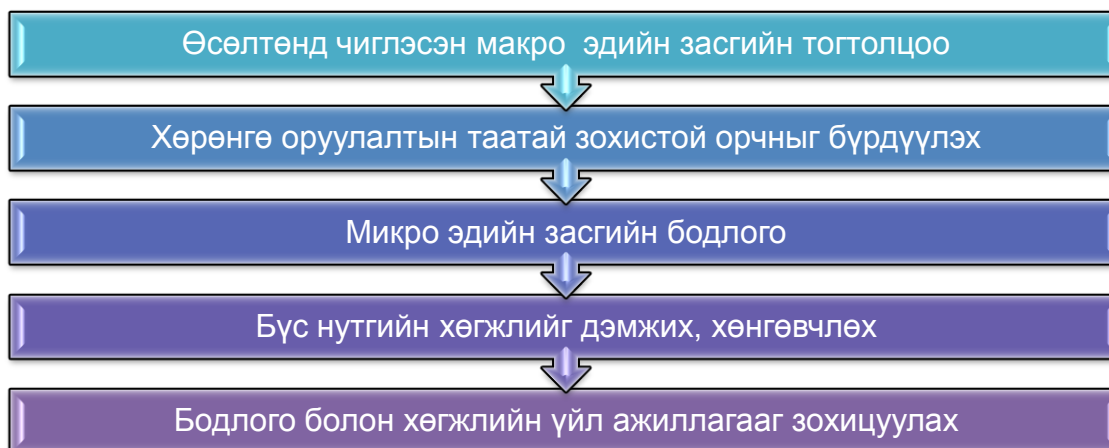 Өсөлтөнд чиглэсэн макро эдийн засгийн тогтолцоо
Хөрөнгө оруулалтын таатай зохистой орчныг бүрдүүлэх
Микро эдийн засгийн бодлого
Бүс нутгийн хөгжлийг дэмжих, хөнгөвчлөх
Бодлого болон хөгжлийн үйл ажиллагааг зохицуулах